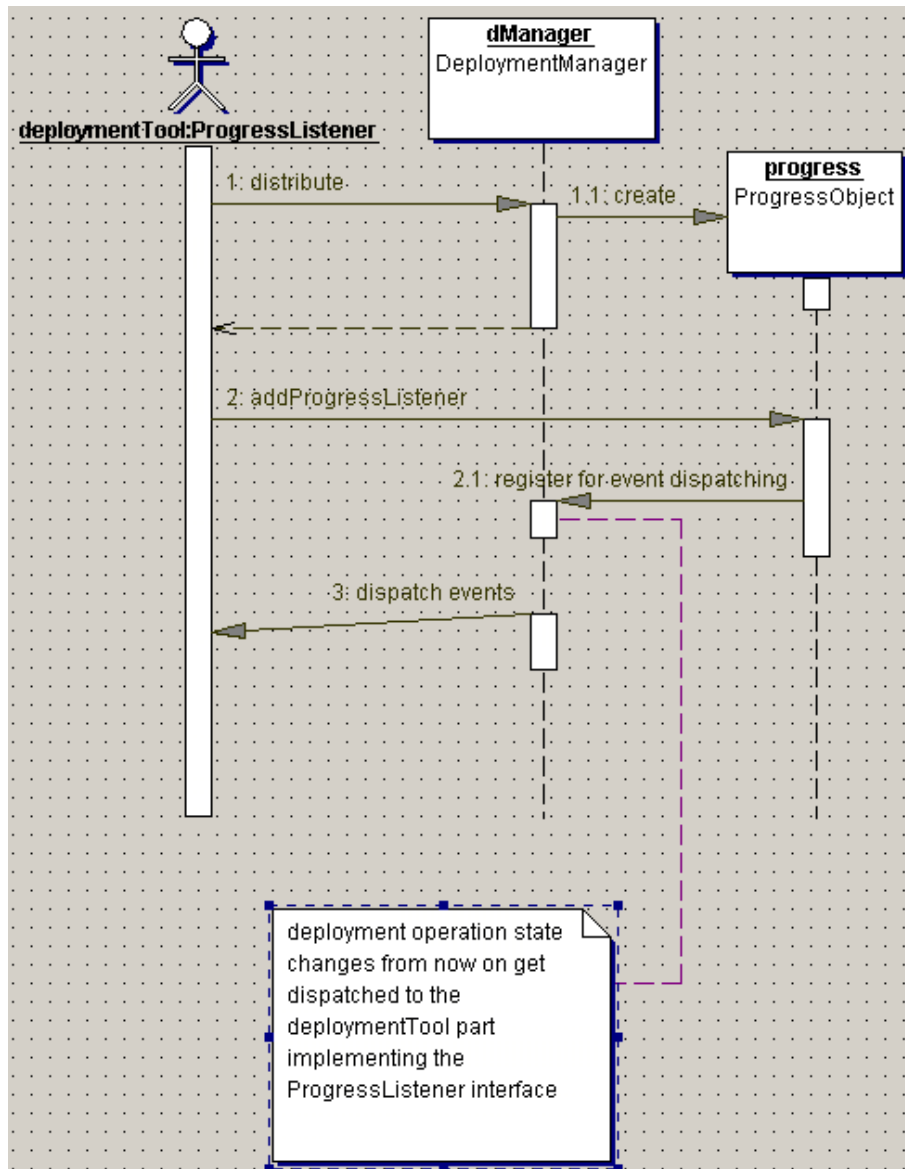 dManager
DeploymentManager
deploymentTool:ProgressListener
progress
ProgressObject
1: distribute
1.1: create
2: addProgressListener
2.1: register for event dispatching
3: dispatch events
deployment operation state
changes from now on get
dispatched to the
deploymentTool part
implementing the
ProgressListener interface